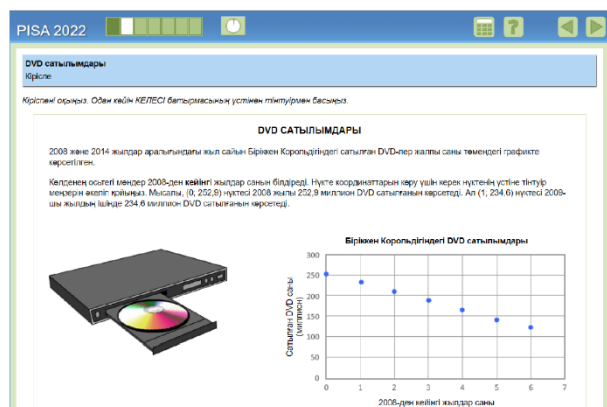 PISA 2022
?
DVD сатылымдары
Кіріспе
Кіріспені оқыңыз. Одан кейін КЕЛЕСІ батырмасының үстінен тінтуірмен басыңыз.
DVD САТЫЛЫМДАРЫ
2008 және 2014 жылдар аралығындағы жыл сайын Біріккен Корольдігіндегі сатылған DVD-лер жалпы саны төмендегі графикте
көрсетілген.
Көлденең осьтегі мәндер 2008-ден кейінгі жылдар санын білдіреді. Нүкте координаттарын көру үшін керек нүктенің үстіне тінтуір
меңзерін әкеліп қойыңыз. Мысалы, (0; 252,9) нүктесі 2008 жылы 252,9 миллион DVD сатылғанын көрсетеді. Ал (1; 234,6) нүктесі 2009-
шы жылдың ішінде 234,6 миллион DVD сатылғанын көрсетеді.
Біріккен Корольдігіндегі DVD сатылымдары
Сатылған DVD саны
(миллион)
300
250
200
150
100
50
0
0 1 2 3 4 5 6 7
2008-ден кейінгі жылдар саны